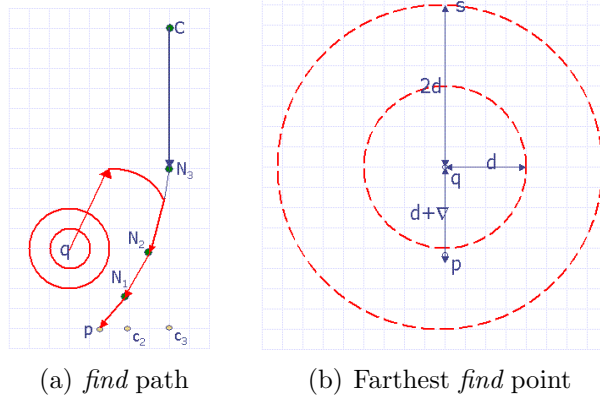 C
N₃
N₂
q
N₁
p
c₂
c₃
(a) find path
s
2d
d
q
d+∇
p
(b) Farthest find point